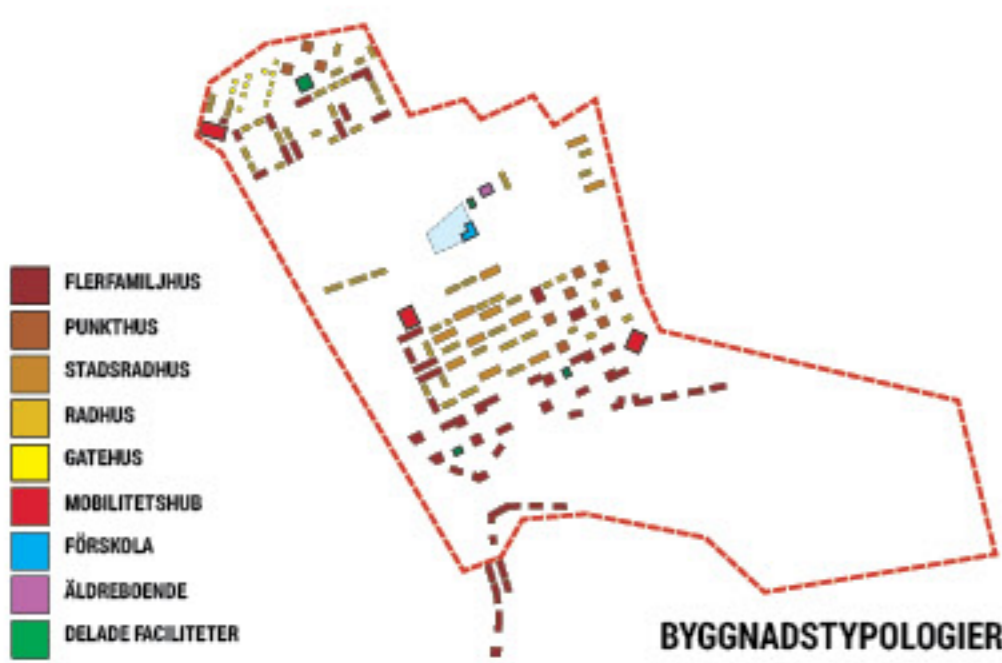 FLERFAMILJHUS
PUNKTHUS
STADSRADHUS
RADHUS
GATEHUS
MOBILITETSHUB
FÖRSKOLA
ÄLDREBOENDE
DELADE FACILITETER
BYGGNADSTYPOLOGIER